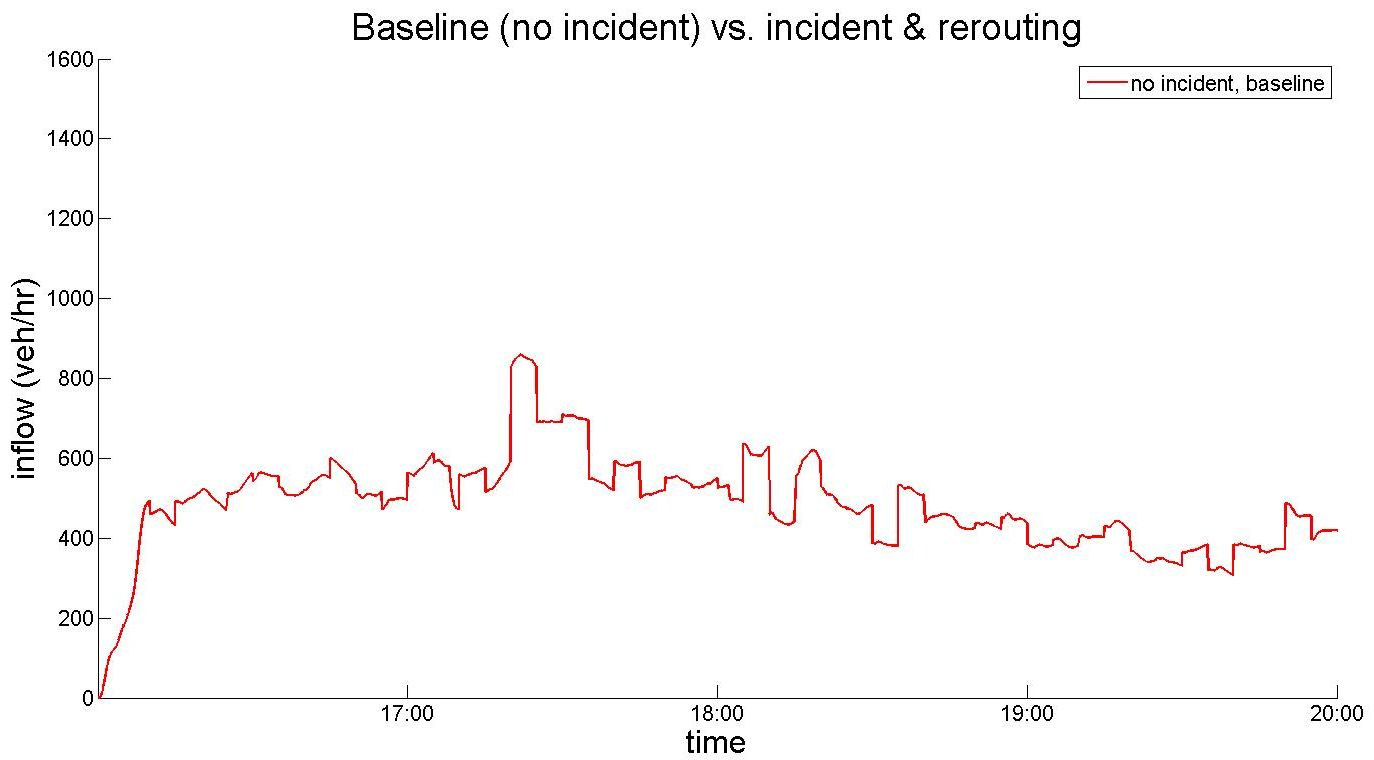 Baseline (no incident) vs. incident & rerouting
no incident, baseline
inflow (veh/hr)
1600
1400
1200
1000
800
600
400
200
0
17:00 18:00 19:00 20:00
time